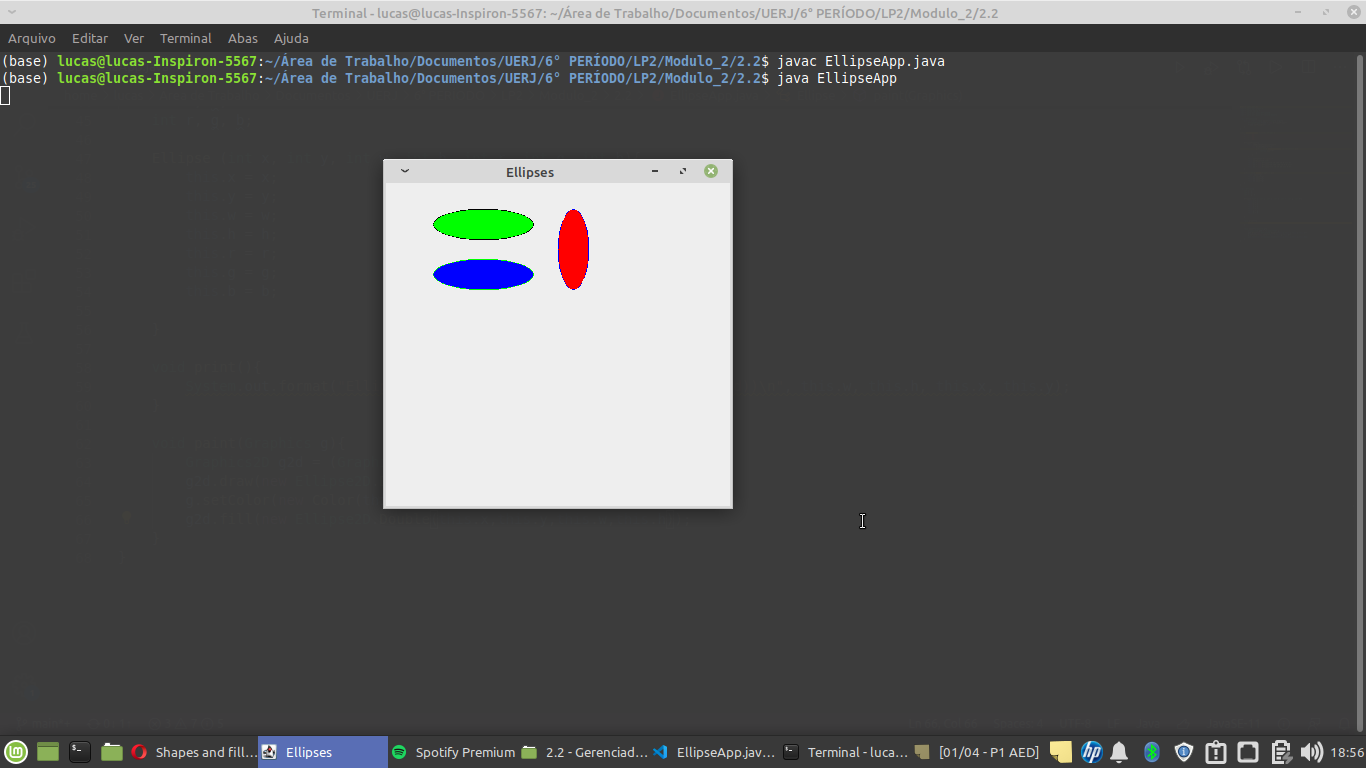 Terminal - lucas@lucas-Inspiron-5567: ~/Área de Trabalho/Documentos/UERJ/6° PERÍODO/LP2/Modulo_2/2.2
Arquivo Editar Ver Terminal Abas Ajuda
(base) lucas@lucas-Inspiron-5567:~/Área de Trabalho/Documentos/UERJ/6° PERÍODO/LP2/Modulo_2/2.2$ javac EllipseApp.java
(base) lucas@lucas-Inspiron-5567:~/Área de Trabalho/Documentos/UERJ/6° PERÍODO/LP2/Modulo_2/2.2$ java EllipseApp
Ellipses
Shapes and fill... Ellipses Spotify Premium 2.2 - Gerenciad... EllipseApp.jav... Terminal - luca... [01/04 - P1 AED] hp 18:56